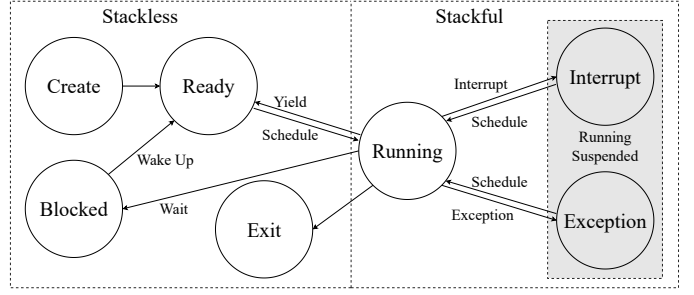 Stackless
Stackful
Create
Ready
Yield
Schedule
Interrupt
Schedule
Interrupt
Running
Running
Suspended
Wake Up
Blocked
Wait
Exit
Schedule
Exception
Exception